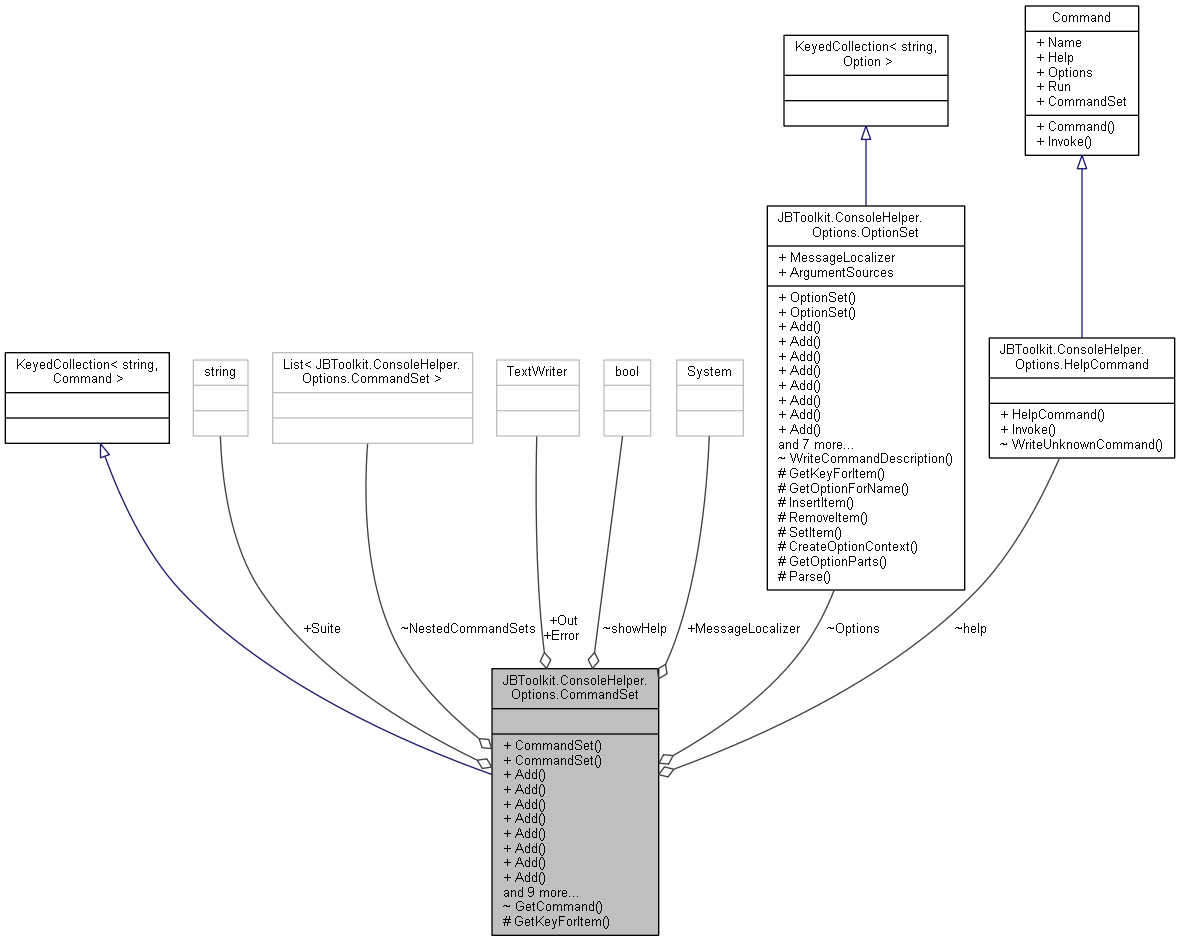 Command
+ Name
+ Help
+ Options
+ Run
+ CommandSet
+ Command()
+ Invoke()
KeyedCollection< string,
Option >
JBToolkit.ConsoleHelper.
Options.OptionSet
+ MessageLocalizer
+ ArgumentSources
+ OptionSet()
+ OptionSet()
+ Add()
+ Add()
+ Add()
+ Add()
+ Add()
+ Add()
+ Add()
+ Add()
and 7 more...
~ WriteCommandDescription()
# GetKeyForItem()
# GetOptionForName()
# InsertItem()
# RemoveItem()
# SetItem()
# CreateOptionContext()
# GetOptionParts()
# Parse()
JBToolkit.ConsoleHelper.
Options.HelpCommand
+ HelpCommand()
+ Invoke()
~ WriteUnknownCommand()
KeyedCollection< string,
Command >
string
List< JBToolkit.ConsoleHelper.
Options.CommandSet >
TextWriter
bool
System
+Suite
~NestedCommandSets
+Out
+Error
~showHelp
+MessageLocalizer
~Options
~help
JBToolkit.ConsoleHelper.
Options.CommandSet
+ CommandSet()
+ CommandSet()
+ Add()
+ Add()
+ Add()
+ Add()
+ Add()
+ Add()
+ Add()
+ Add()
and 9 more...
~ GetCommand()
# GetKeyForItem()